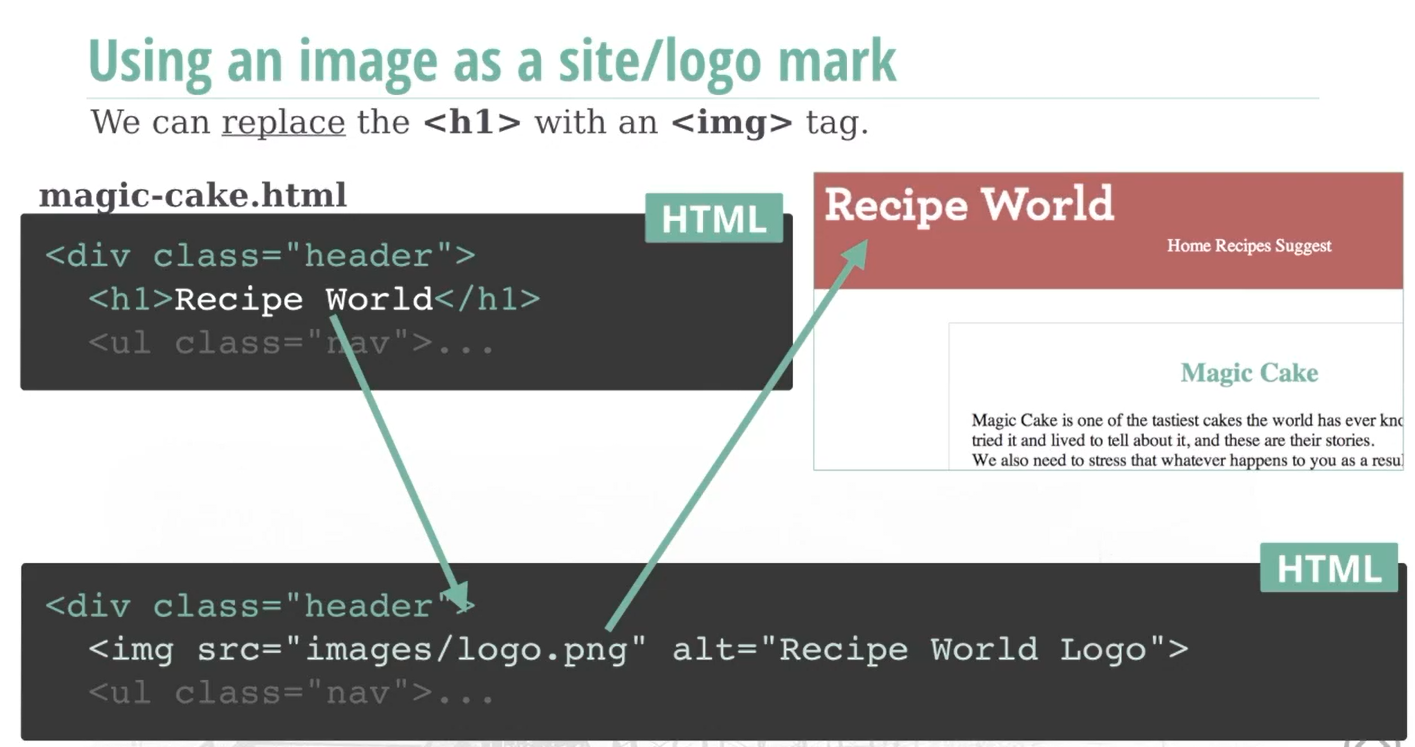 Using an image as a site/logo mark
We can replace the <h1> with an <img> tag.
magic-cake.html
HTML
<div class="header">
<h1>Recipe World</h1>
<ul class="nav">...
Recipe World
Home Recipes Suggest
Magic Cake
Magic Cake is one of the tastiest cakes the world has ever
tried it and lived to tell about it, and these are their stories.
We also need to stress that whatever happens to you as a
HTML
<div class="header">
<img src="images/logo.png" alt="Recipe World Logo">
<ul class="nav">...